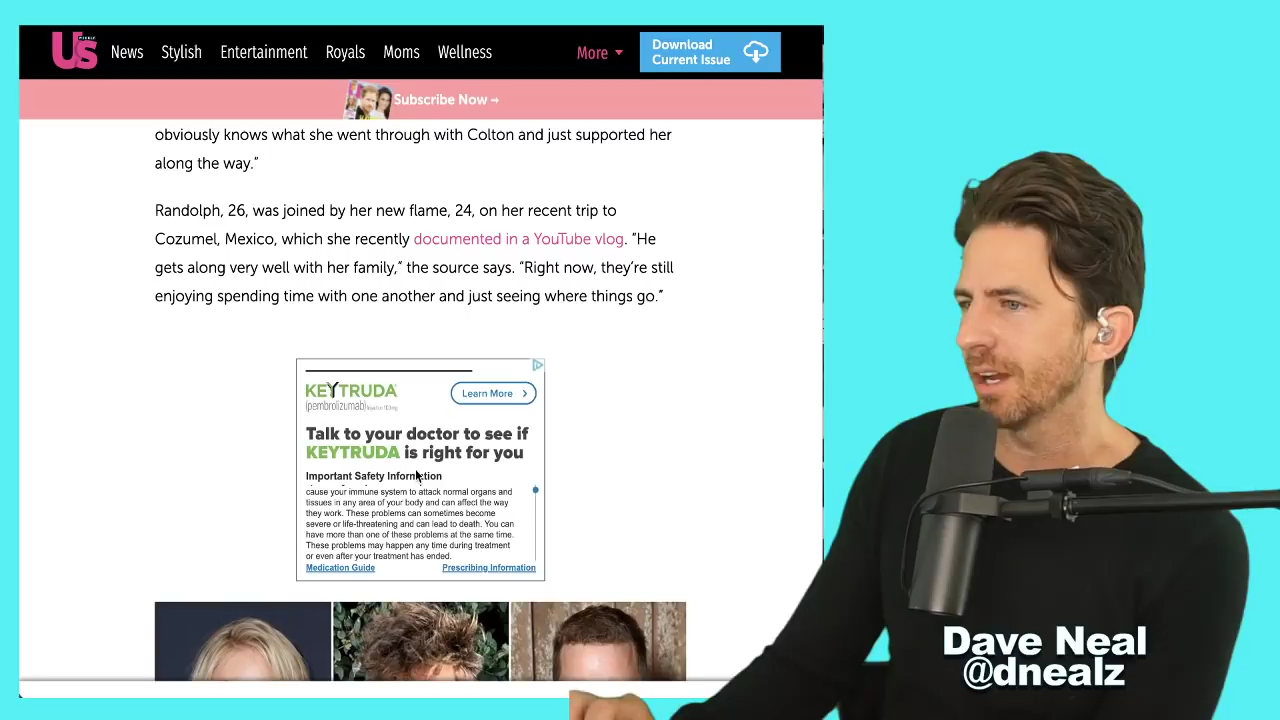 Us
WEEKLY
News
Stylish
Entertainment
Royals
Moms
Wellness
More
Download
Current Issue
Subscribe Now →
obviously knows what she went through with Colton and just supported her
along the way.”
Randolph, 26, was joined by her new flame, 24, on her recent trip to
Cozumel, Mexico, which she recently documented in a YouTube vlog. “He
gets along very well with her family,” the source says. “Right now, they’re still
enjoying spending time with one another and just seeing where things go.”
KEYTRUDA
(pembrolizumab)
Learn More
Talk to your doctor to see if
KEYTRUDA is right for you
Important Safety Information
cause your immune system to attack normal organs and
tissues in any area of your body and can affect the way
they work. These problems can sometimes become
severe or life-threatening and can lead to death. You can
have more than one of these problems at the same time.
These problems may happen any time during treatment
or even after your treatment has ended.
Medication Guide
Prescribing Information
Dave Neal
@dnealz